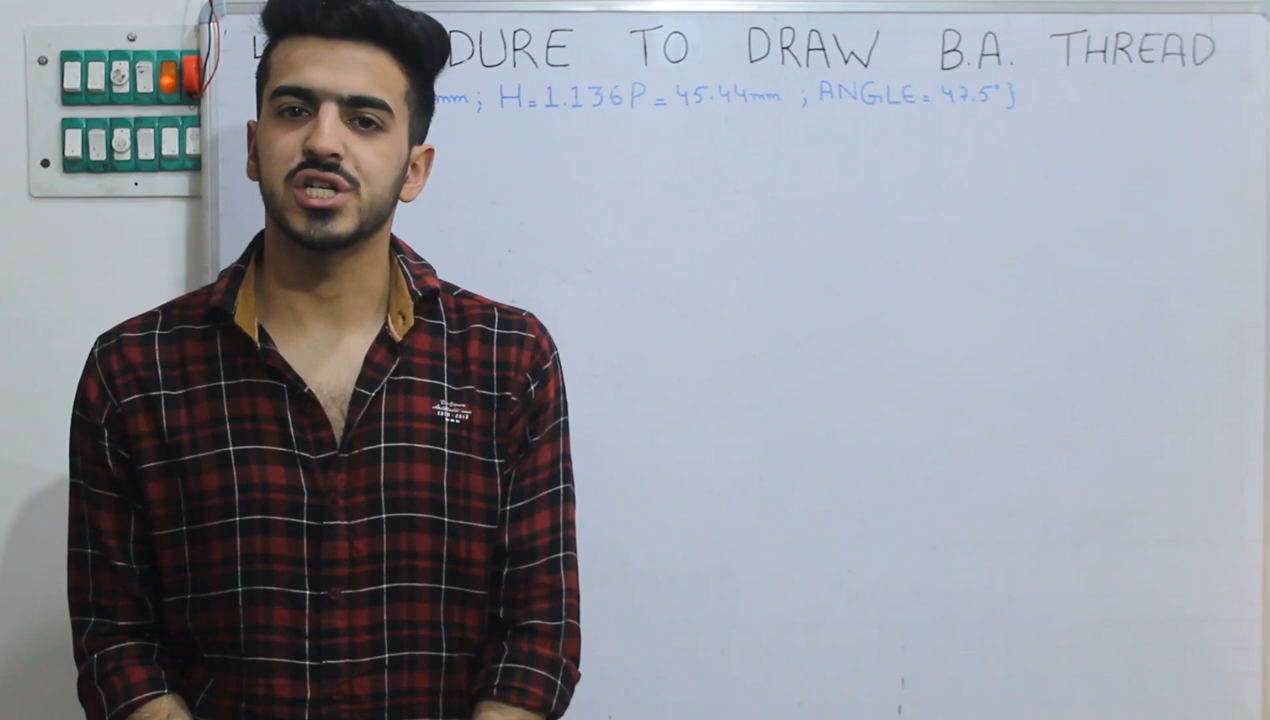 DURE TO DRAW B.A. THREAD
mm ; H = 1.136P = 45.44mm ; ANGLE = 47.5° }